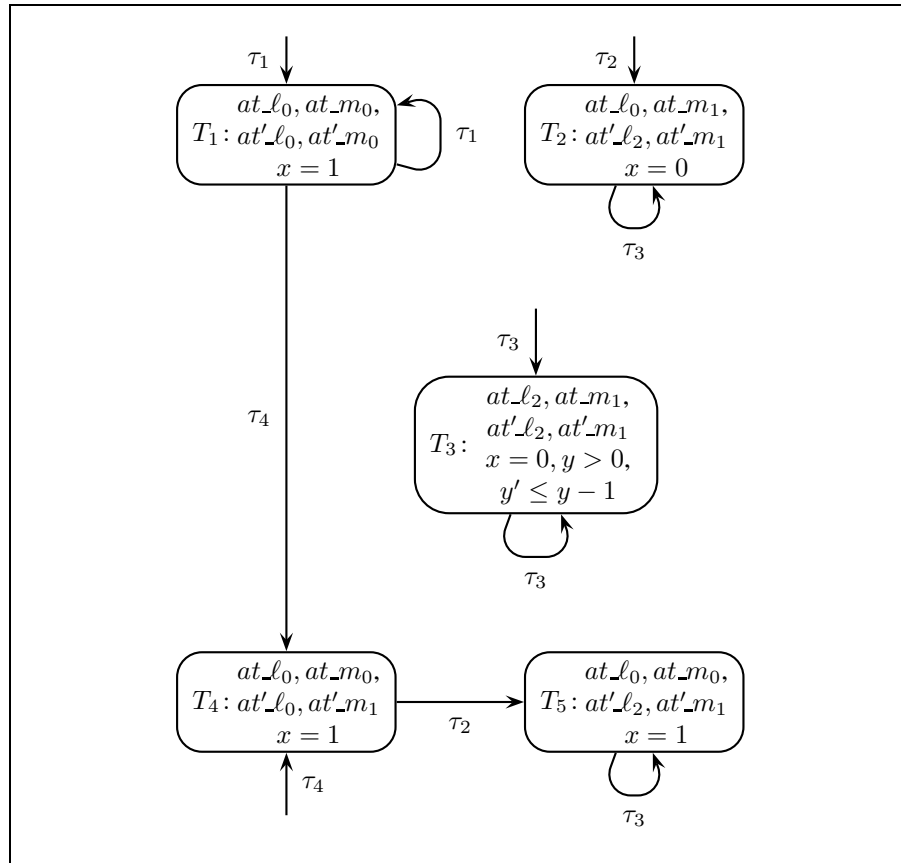 τ₁
at_ℓ₀, at_m₀,
T₁: at′_ℓ₀, at′_m₀
x = 1
τ₁
τ₂
at_ℓ₀, at_m₁,
T₂: at′_ℓ₂, at′_m₁
x = 0
τ₃
τ₄
τ₃
at_ℓ₂, at_m₁,
at′_ℓ₂, at′_m₁
T₃:
x = 0, y > 0,
y′ ≤ y − 1
τ₃
at_ℓ₀, at_m₀,
T₄: at′_ℓ₀, at′_m₁
x = 1
τ₄
τ₂
at_ℓ₀, at_m₀,
T₅: at′_ℓ₂, at′_m₁
x = 1
τ₃